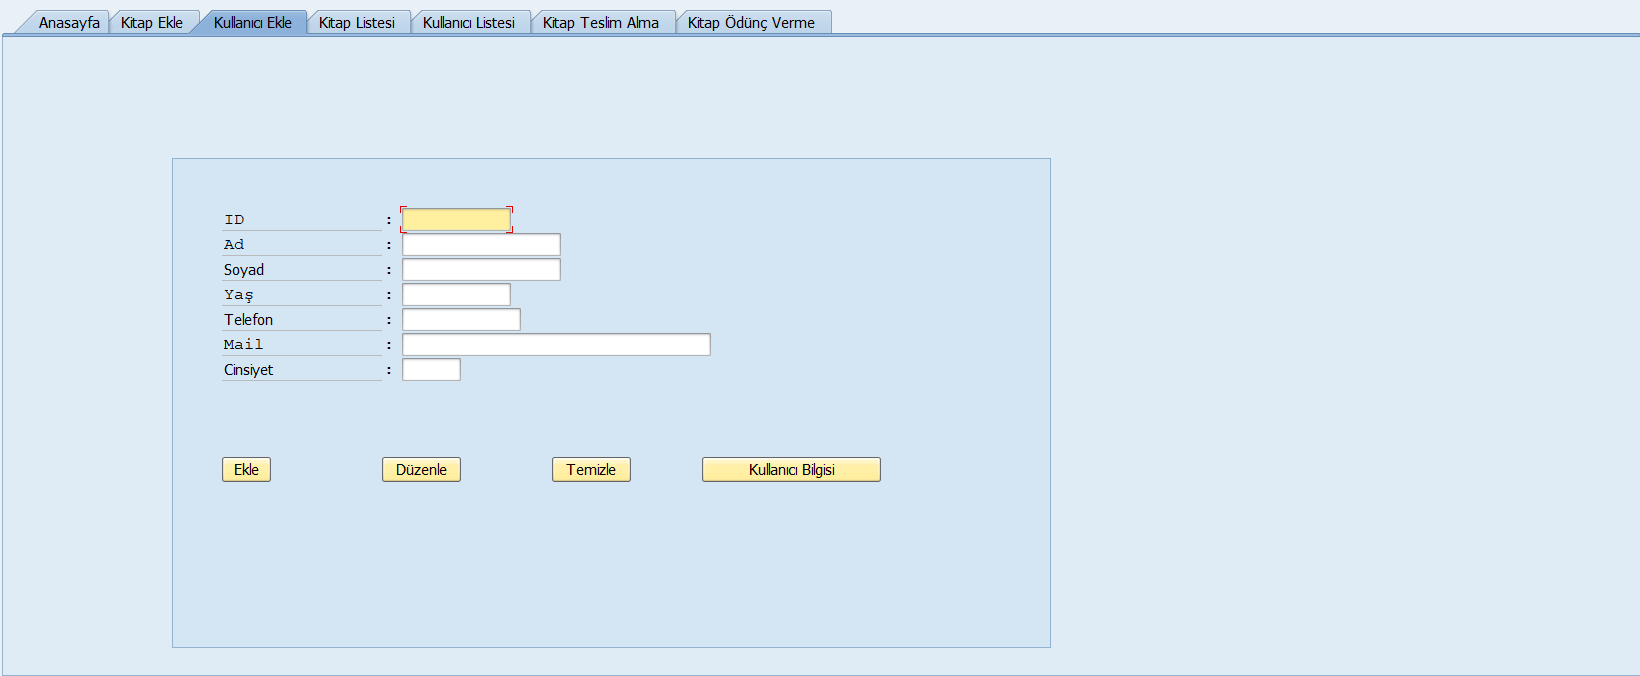 Anasayfa Kitap Ekle Kullanıcı Ekle Kitap Listesi Kullanıcı Listesi Kitap Teslim Alma Kitap Ödünç Verme
ID :
Ad :
Soyad :
Yaş :
Telefon :
Mail :
Cinsiyet :
Ekle Düzenle Temizle Kullanıcı Bilgisi